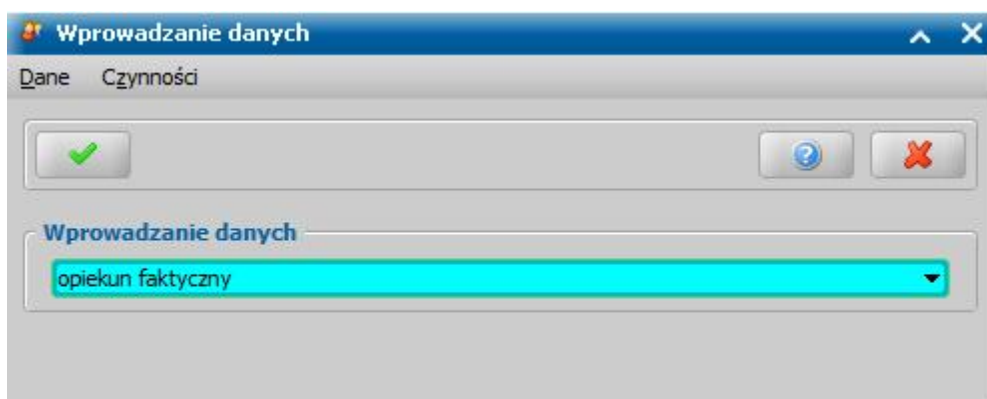 Wprowadzanie danych
Dane Czynności
Wprowadzanie danych
opiekun faktyczny